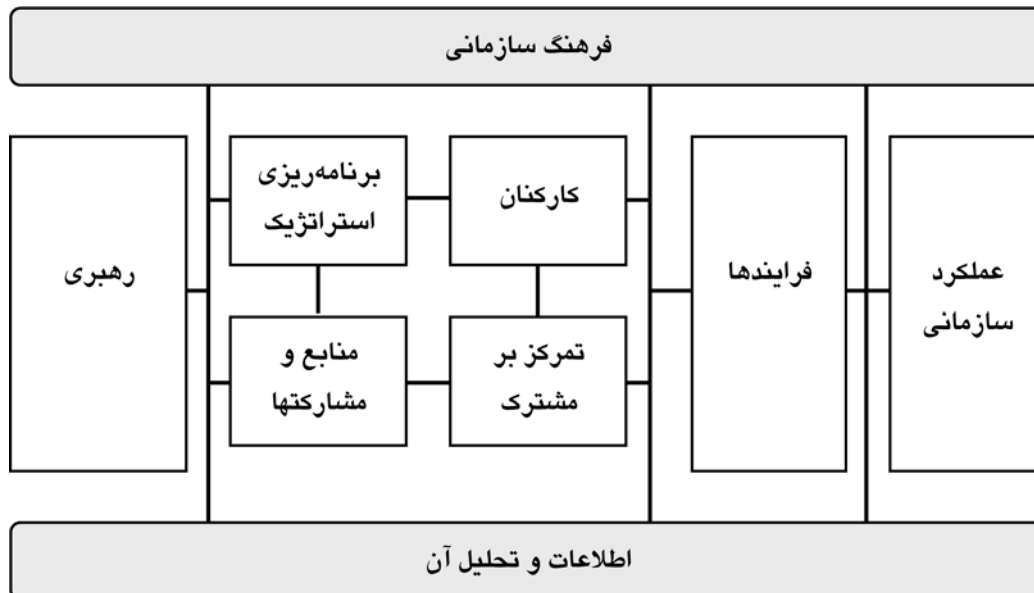 فرهنگ سازمانی
رهبری
برنامه‌ریزی
استراتژیک
کارکنان
منابع و
مشارکتها
تمرکز بر
مشترک
فرایندها
عملکرد
سازمانی
اطلاعات و تحلیل آن